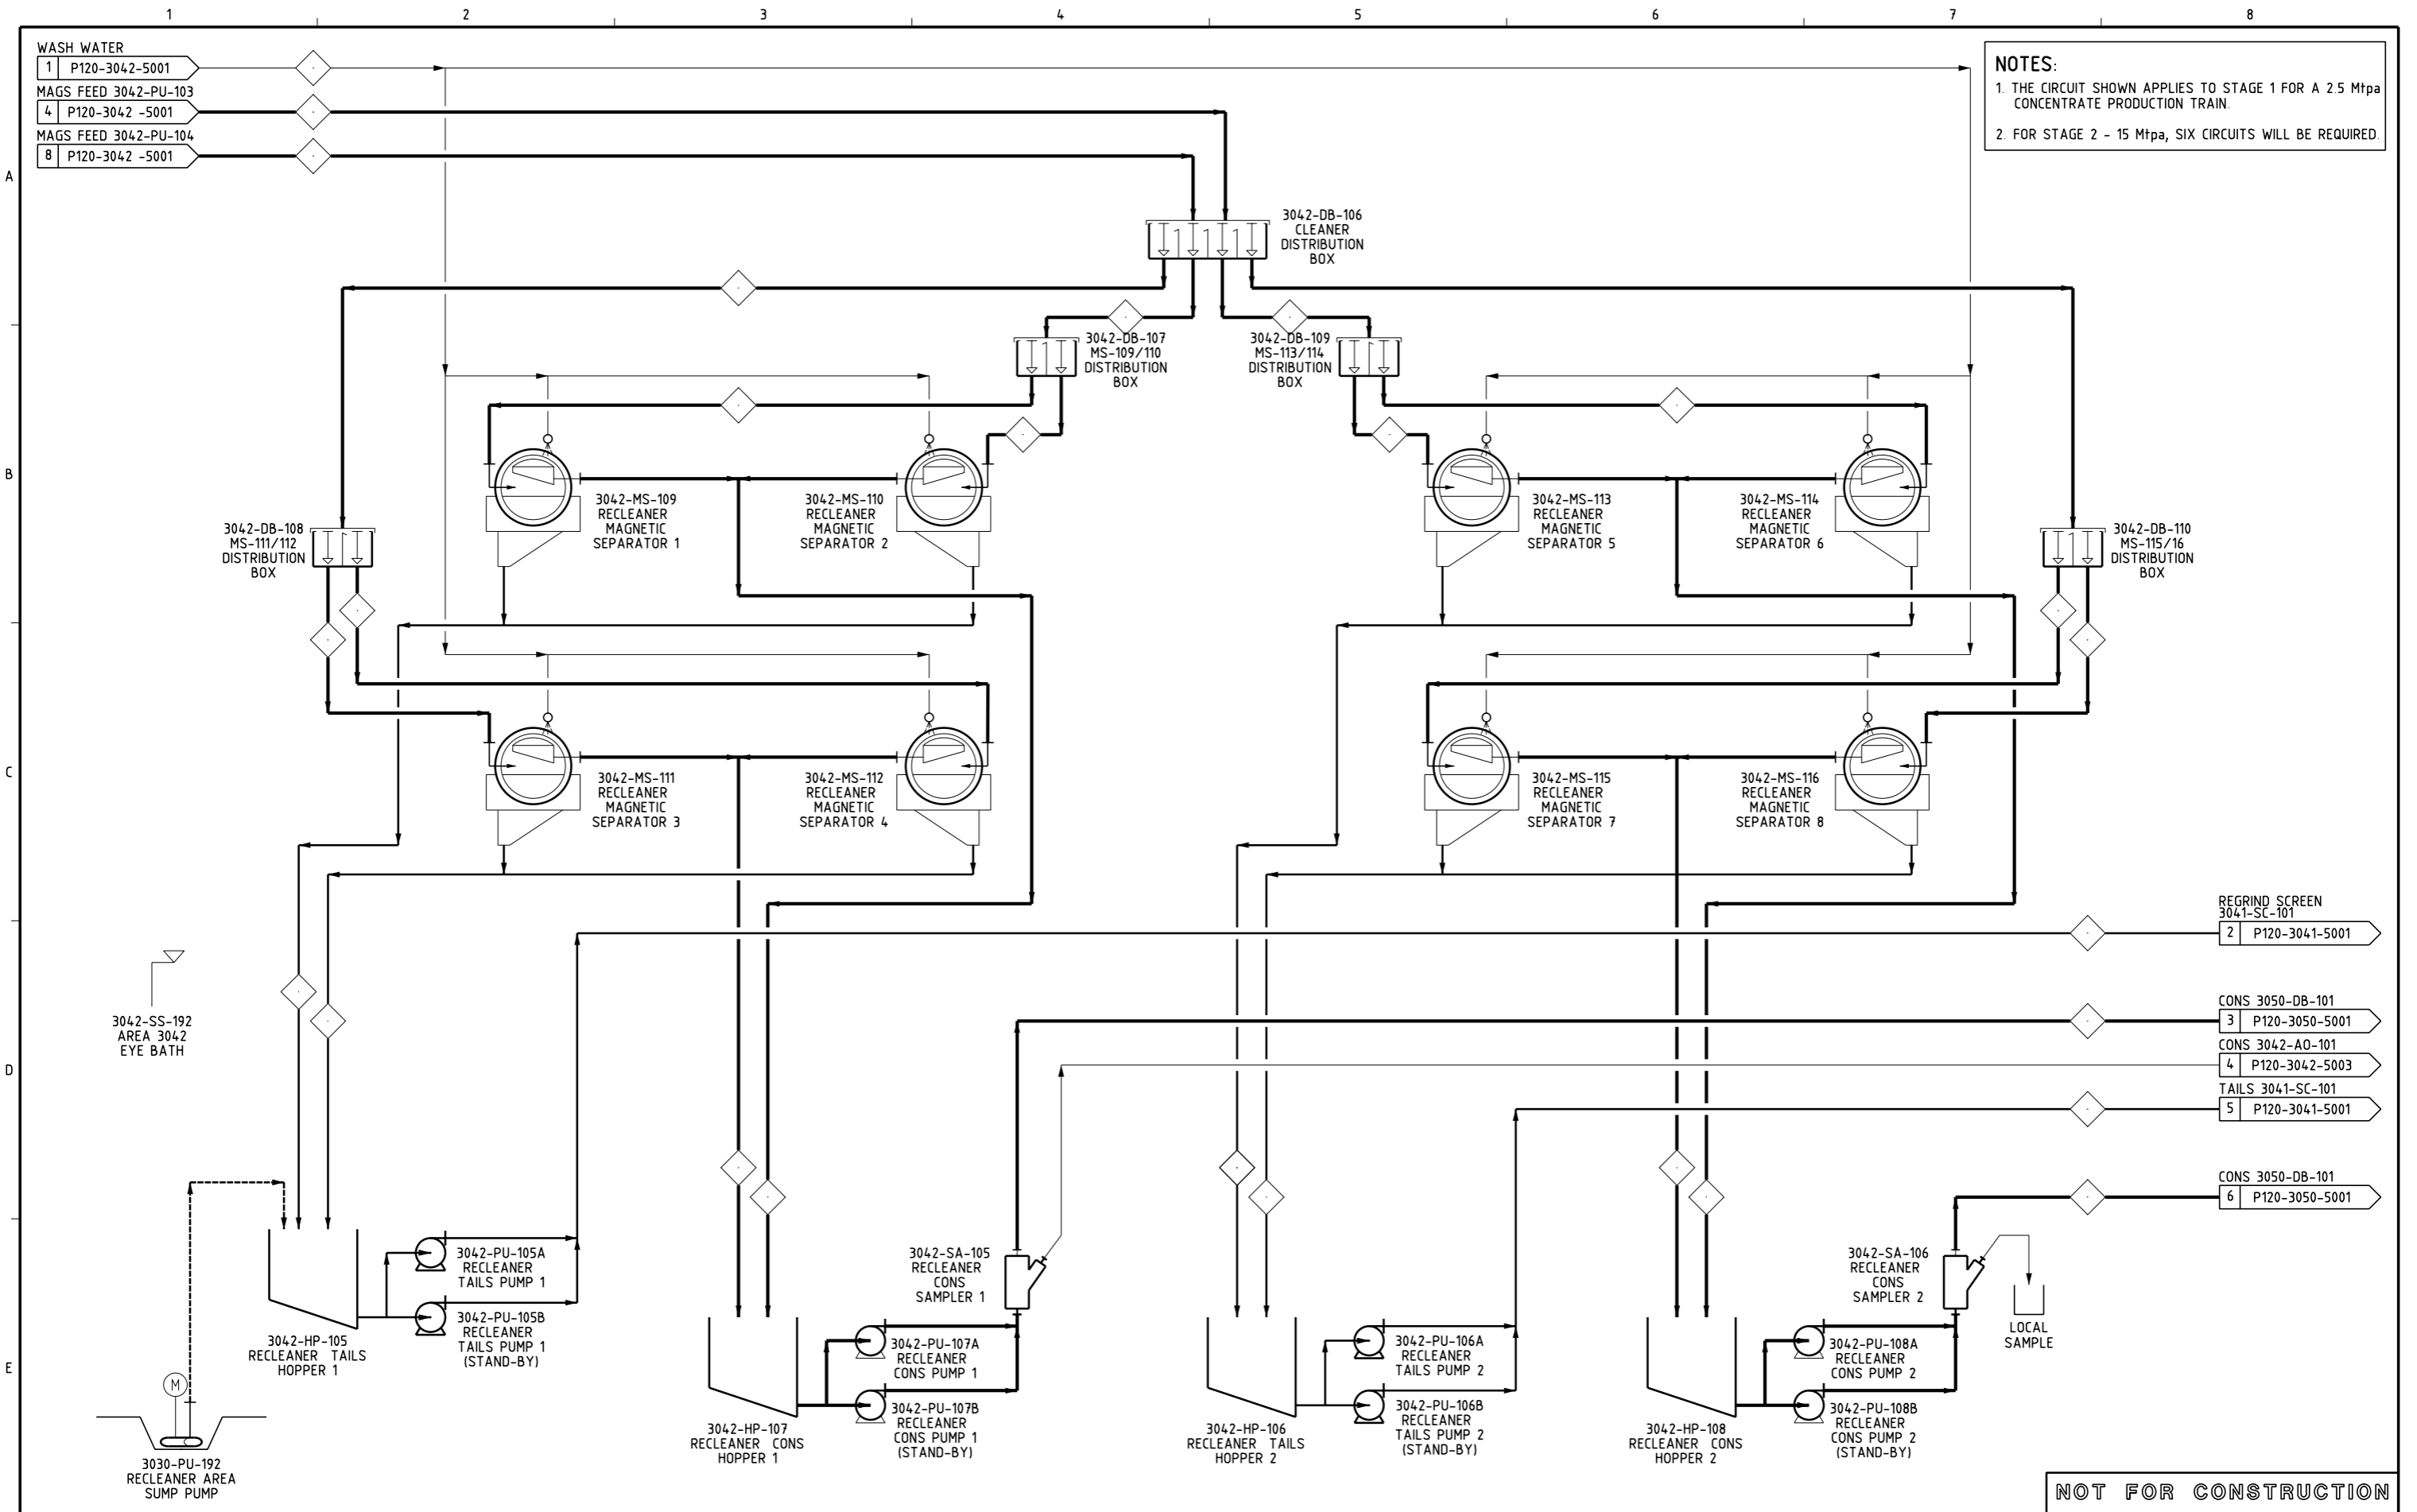 1 2 3 4 5 6 7 8
WASH WATER
1 P120-3042-5001
MAGS FEED 3042-PU-103
4 P120-3042 -5001
MAGS FEED 3042-PU-104
8 P120-3042 -5001
NOTES:
1. THE CIRCUIT SHOWN APPLIES TO STAGE 1 FOR A 2.5 Mtpa
CONCENTRATE PRODUCTION TRAIN.
2. FOR STAGE 2 - 15 Mtpa, SIX CIRCUITS WILL BE REQUIRED.
A
3042-DB-106
CLEANER
DISTRIBUTION
BOX
3042-DB-107
MS-109/110
DISTRIBUTION
BOX
3042-DB-109
MS-113/114
DISTRIBUTION
BOX
B
3042-MS-109
RECLEANER
MAGNETIC
SEPARATOR 1
3042-MS-110
RECLEANER
MAGNETIC
SEPARATOR 2
3042-MS-113
RECLEANER
MAGNETIC
SEPARATOR 5
3042-MS-114
RECLEANER
MAGNETIC
SEPARATOR 6
3042-DB-108
MS-111/112
DISTRIBUTION
BOX
3042-DB-110
MS-115/16
DISTRIBUTION
BOX
C
3042-MS-111
RECLEANER
MAGNETIC
SEPARATOR 3
3042-MS-112
RECLEANER
MAGNETIC
SEPARATOR 4
3042-MS-115
RECLEANER
MAGNETIC
SEPARATOR 7
3042-MS-116
RECLEANER
MAGNETIC
SEPARATOR 8
REGRIND SCREEN
3041-SC-101
2 P120-3041-5001
3042-SS-192
AREA 3042
EYE BATH
CONS 3050-DB-101
3 P120-3050-5001
D
CONS 3042-AO-101
4 P120-3042-5003
TAILS 3041-SC-101
5 P120-3041-5001
CONS 3050-DB-101
6 P120-3050-5001
3042-PU-105A
RECLEANER
TAILS PUMP 1
3042-PU-105B
RECLEANER
TAILS PUMP 1
(STAND-BY)
3042-HP-105
RECLEANER TAILS
HOPPER 1
3042-SA-105
RECLEANER
CONS
SAMPLER 1
3042-SA-106
RECLEANER
CONS
SAMPLER 2
LOCAL
SAMPLE
E
3042-PU-107A
RECLEANER
CONS PUMP 1
3042-PU-107B
RECLEANER
CONS PUMP 1
(STAND-BY)
3042-HP-107
RECLEANER CONS
HOPPER 1
3042-PU-106A
RECLEANER
TAILS PUMP 2
3042-PU-106B
RECLEANER
TAILS PUMP 2
(STAND-BY)
3042-HP-106
RECLEANER TAILS
HOPPER 2
3042-PU-108A
RECLEANER
CONS PUMP 2
3042-PU-108B
RECLEANER
CONS PUMP 2
(STAND-BY)
3042-HP-108
RECLEANER CONS
HOPPER 2
M
3030-PU-192
RECLEANER AREA
SUMP PUMP
NOT FOR CONSTRUCTION